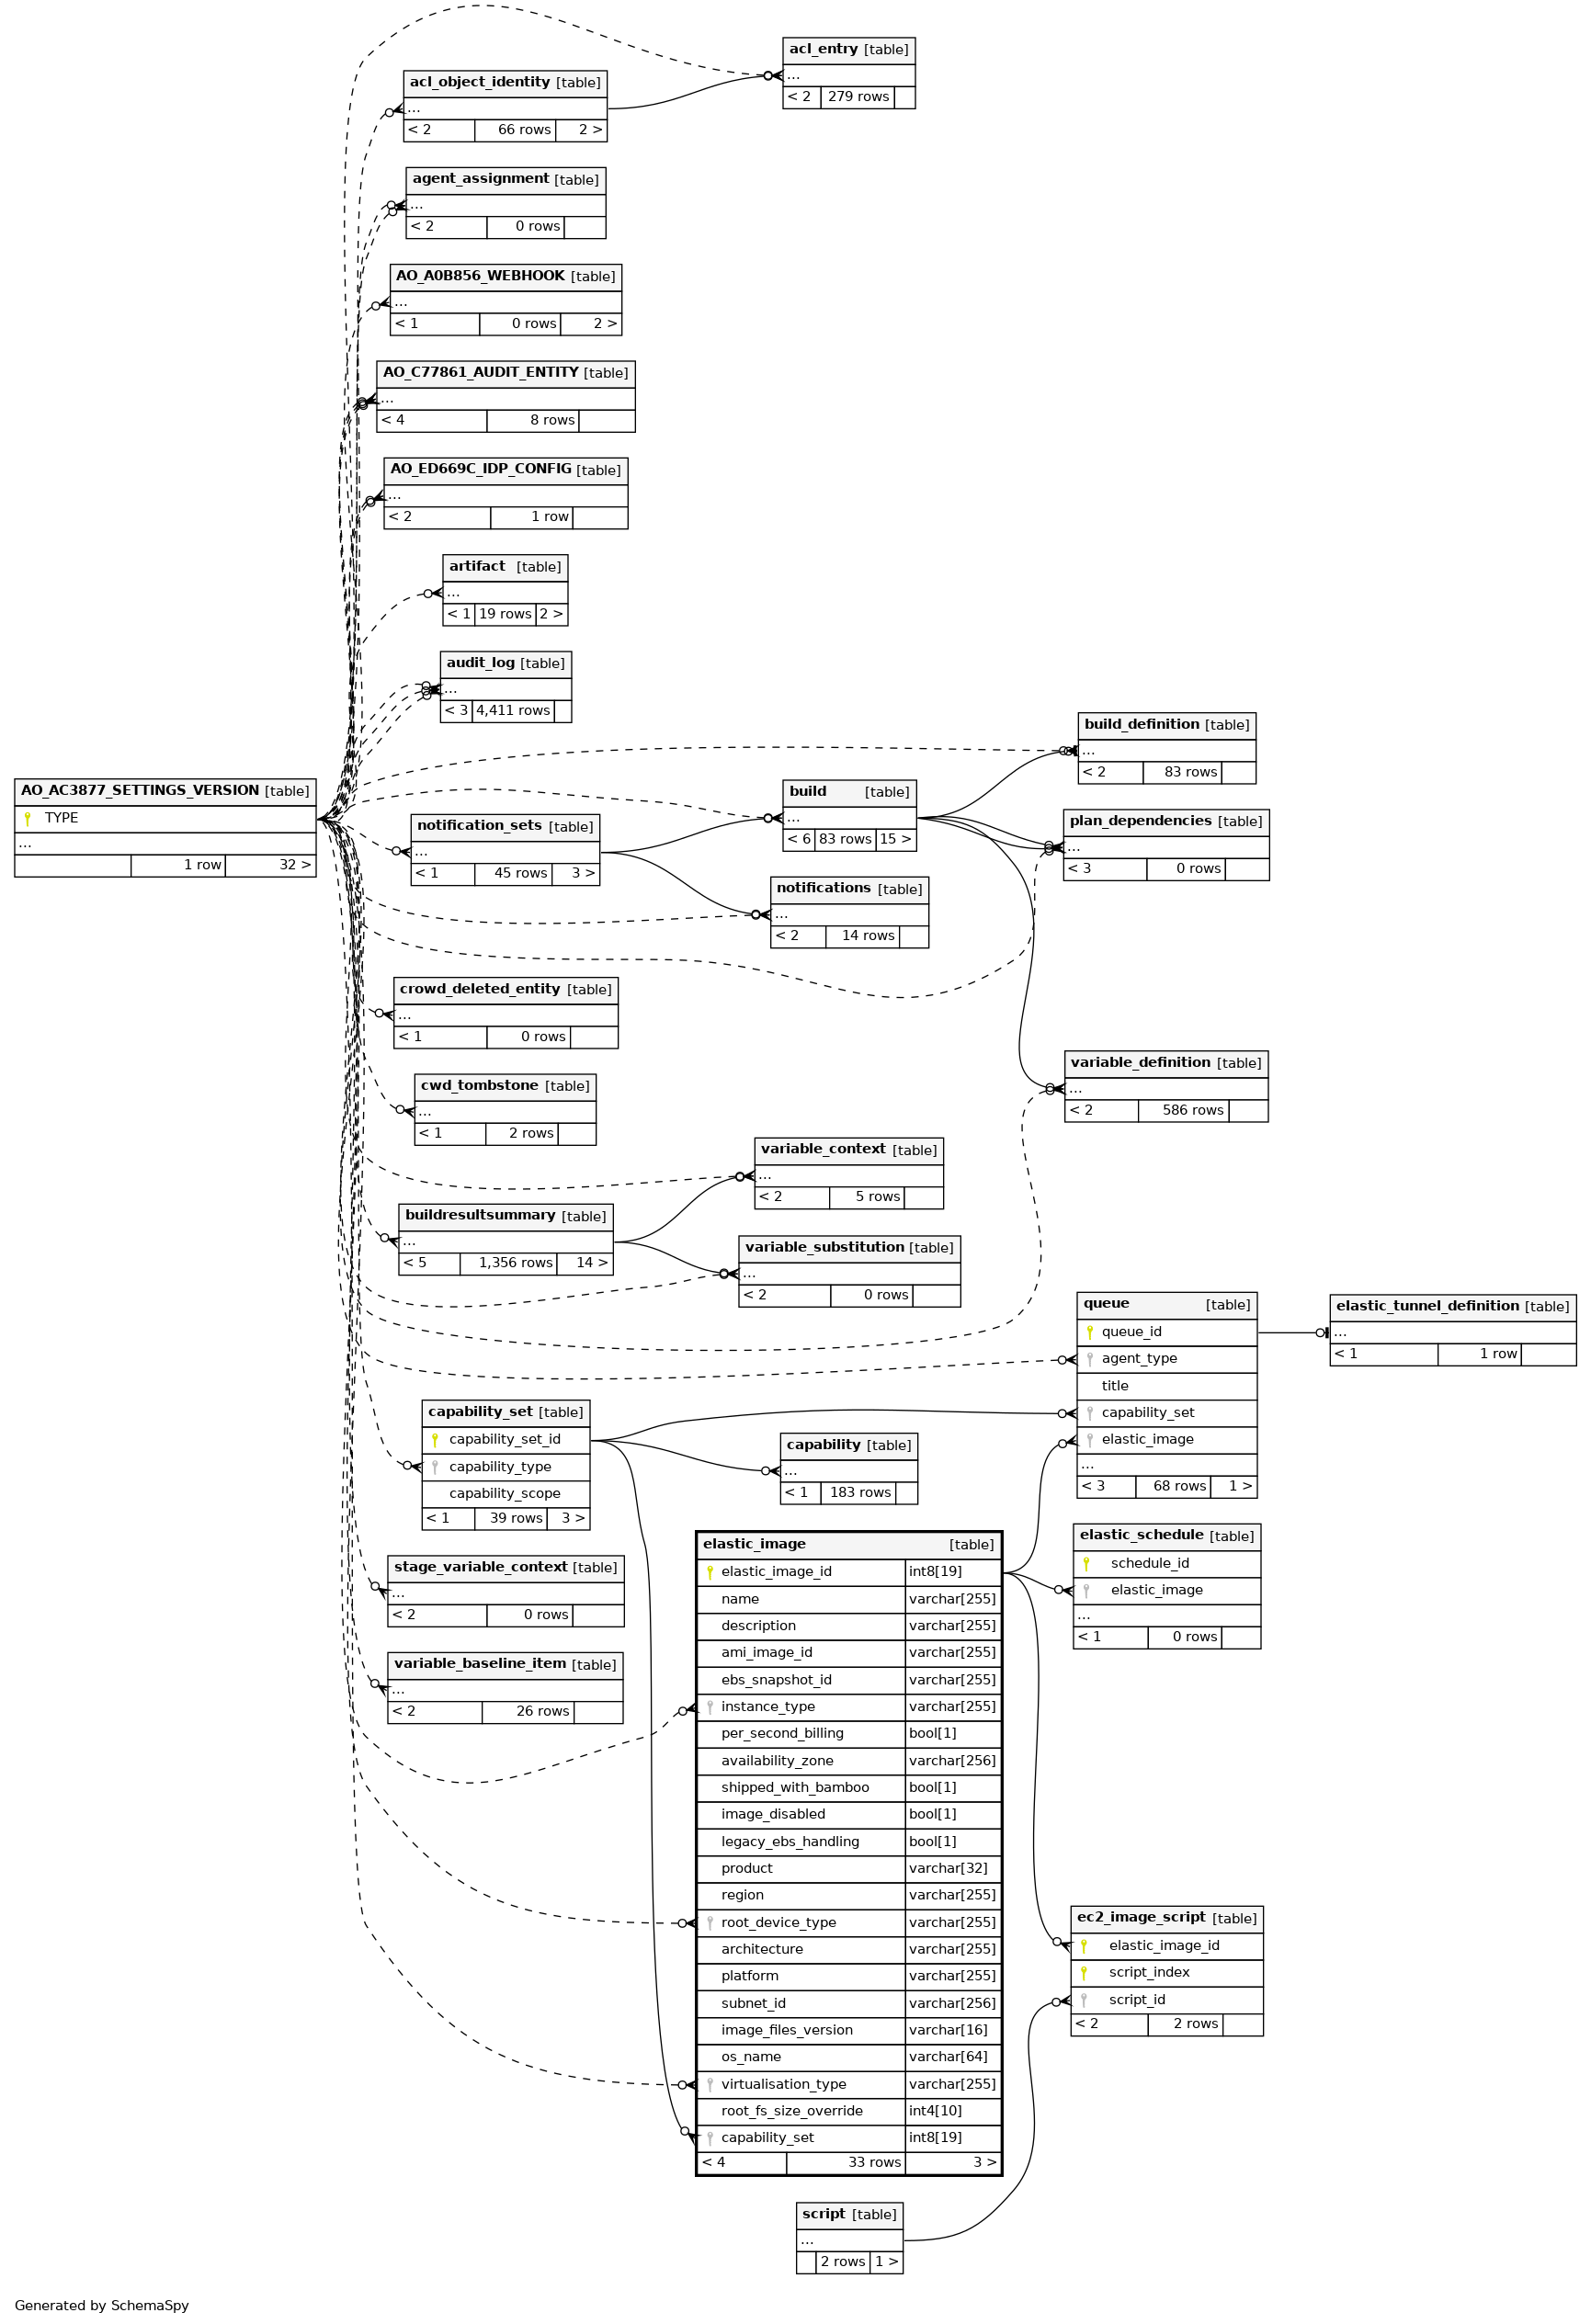 acl_entry [table]
...
< 2 279 rows
acl_object_identity [table]
...
< 2 66 rows 2 >
agent_assignment [table]
...
< 2 0 rows
AO_A0B856_WEBHOOK [table]
...
< 1 0 rows 2 >
AO_C77861_AUDIT_ENTITY [table]
...
< 4 8 rows
AO_ED669C_IDP_CONFIG [table]
...
< 2 1 row
artifact [table]
...
< 1 19 rows 2 >
audit_log [table]
...
< 3 4,411 rows
build_definition [table]
...
< 2 83 rows
AO_AC3877_SETTINGS_VERSION [table]
TYPE
...
1 row 32 >
build [table]
...
< 6 83 rows 15 >
notification_sets [table]
...
< 1 45 rows 3 >
plan_dependencies [table]
...
< 3 0 rows
notifications [table]
...
< 2 14 rows
crowd_deleted_entity [table]
...
< 1 0 rows
variable_definition [table]
...
< 2 586 rows
cwd_tombstone [table]
...
< 1 2 rows
variable_context [table]
...
< 2 5 rows
buildresultsummary [table]
...
< 5 1,356 rows 14 >
variable_substitution [table]
...
< 2 0 rows
queue [table]
queue_id
agent_type
title
capability_set
elastic_image
...
< 3 68 rows 1 >
elastic_tunnel_definition [table]
...
< 1 1 row
capability_set [table]
capability_set_id
capability_type
capability_scope
< 1 39 rows 3 >
capability [table]
...
< 1 183 rows
elastic_schedule [table]
schedule_id
elastic_image
...
< 1 0 rows
stage_variable_context [table]
...
< 2 0 rows
variable_baseline_item [table]
...
< 2 26 rows
elastic_image [table]
elastic_image_id int8[19]
name varchar[255]
description varchar[255]
ami_image_id varchar[255]
ebs_snapshot_id varchar[255]
instance_type varchar[255]
per_second_billing bool[1]
availability_zone varchar[256]
shipped_with_bamboo bool[1]
image_disabled bool[1]
legacy_ebs_handling bool[1]
product varchar[32]
region varchar[255]
root_device_type varchar[255]
architecture varchar[255]
platform varchar[255]
subnet_id varchar[256]
image_files_version varchar[16]
os_name varchar[64]
virtualisation_type varchar[255]
root_fs_size_override int4[10]
capability_set int8[19]
< 4 33 rows 3 >
ec2_image_script [table]
elastic_image_id
script_index
script_id
< 2 2 rows
script [table]
...
2 rows 1 >
Generated by SchemaSpy